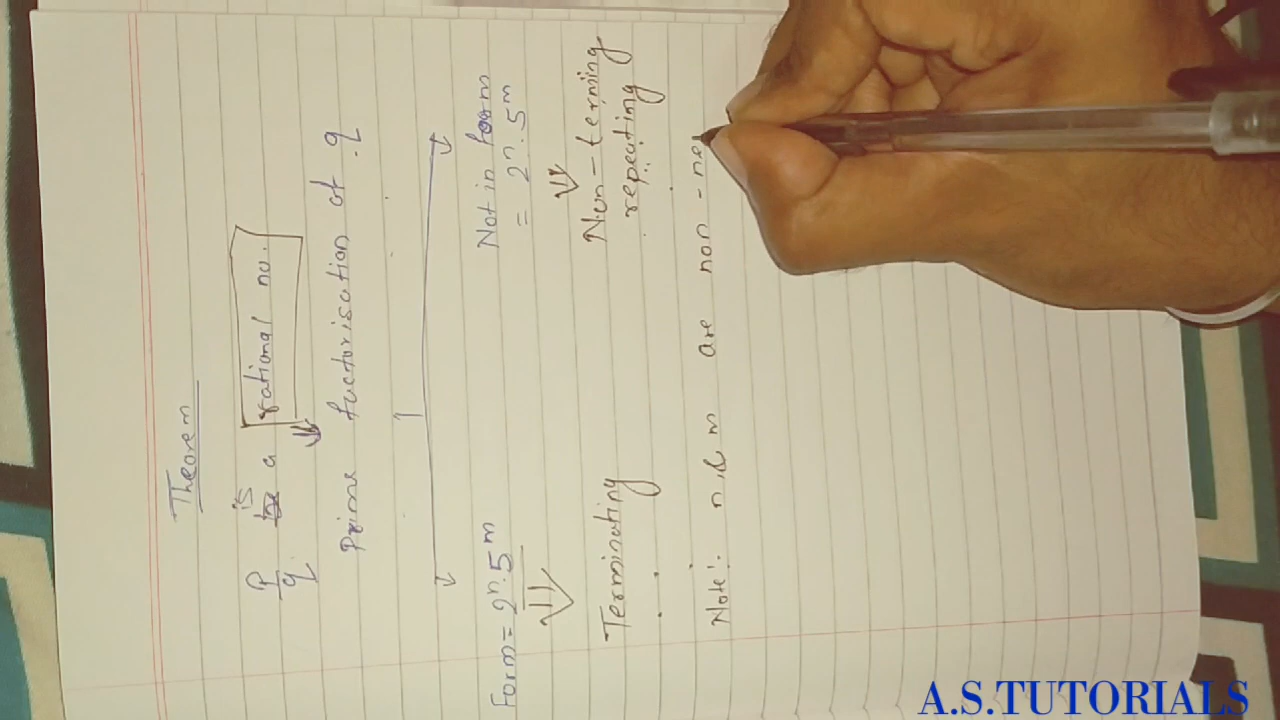 Theorem
p/q is a rational no.
Prime factorisation of q
Form = 2ⁿ.5ᵐ
Not in form
= 2ⁿ.5ᵐ
Terminating
Non-terming
repeating
Note: n & m are non-ne
A.S.TUTORIALS